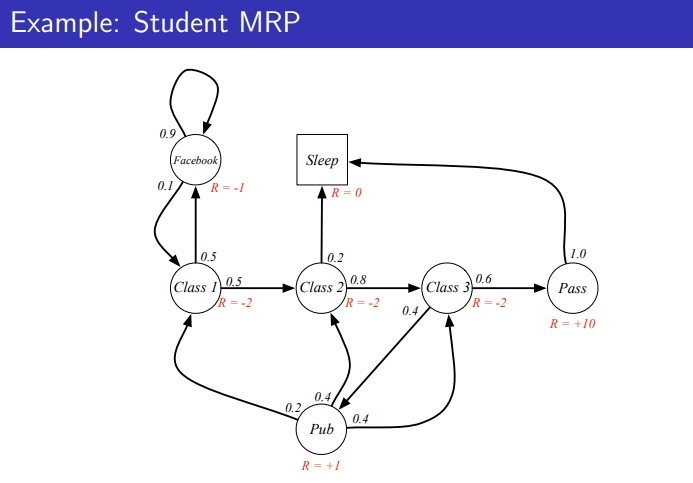 Example: Student MRP
0.9
Facebook
Sleep
0.1
R = -1
R = 0
0.5
0.2
1.0
Class 1
0.5
Class 2
0.8
Class 3
0.6
Pass
R = -2
R = -2
R = -2
0.4
R = +10
0.4
0.2
0.4
Pub
R = +1